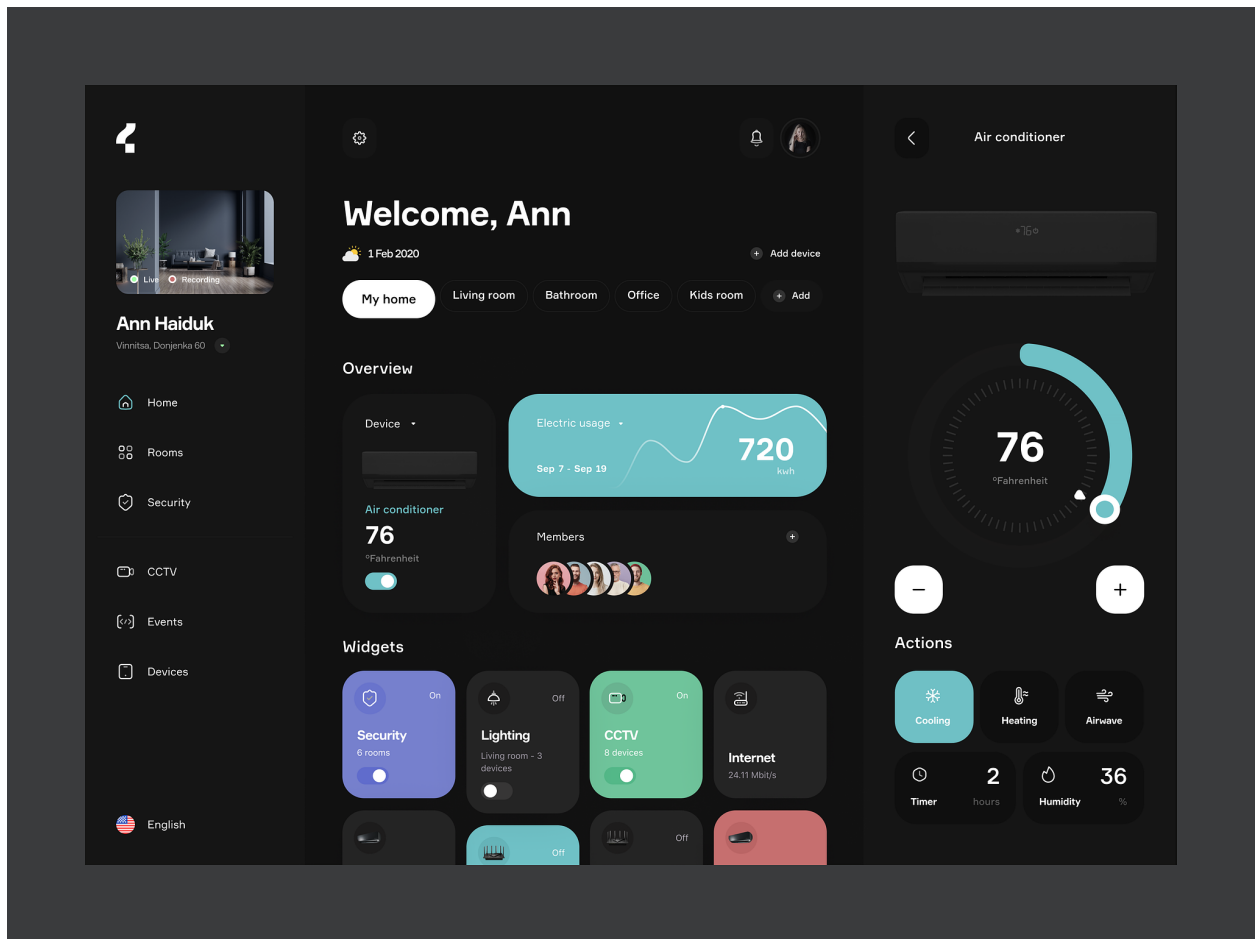 Live
Recording
Ann Haiduk
Vinnitsa, Donjenka 60
Home
Rooms
Security
CCTV
Events
Devices
English
Welcome, Ann
1 Feb 2020
+ Add device
My home
Living room
Bathroom
Office
Kids room
+ Add
Overview
Device
Air conditioner
76
°Fahrenheit
Electric usage
Sep 7 - Sep 19
720
kwh
Members
+
Widgets
On
Security
6 rooms
Off
Lighting
Living room - 3
devices
On
CCTV
8 devices
Internet
24.11 Mbit/s
Off
Off
Air conditioner
76
76
°Fahrenheit
−
+
Actions
Cooling
Heating
Airwave
2
Timer
hours
36
Humidity
%